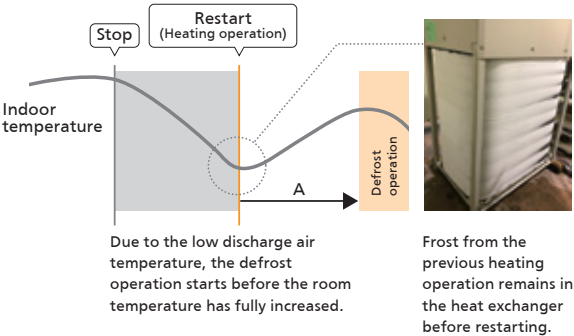 Stop
Restart
(Heating operation)
Indoor
temperature
A
Defrost
operation
Due to the low discharge air
temperature, the defrost
operation starts before the room
temperature has fully increased.
Frost from the
previous heating
operation remains in
the heat exchanger
before restarting.